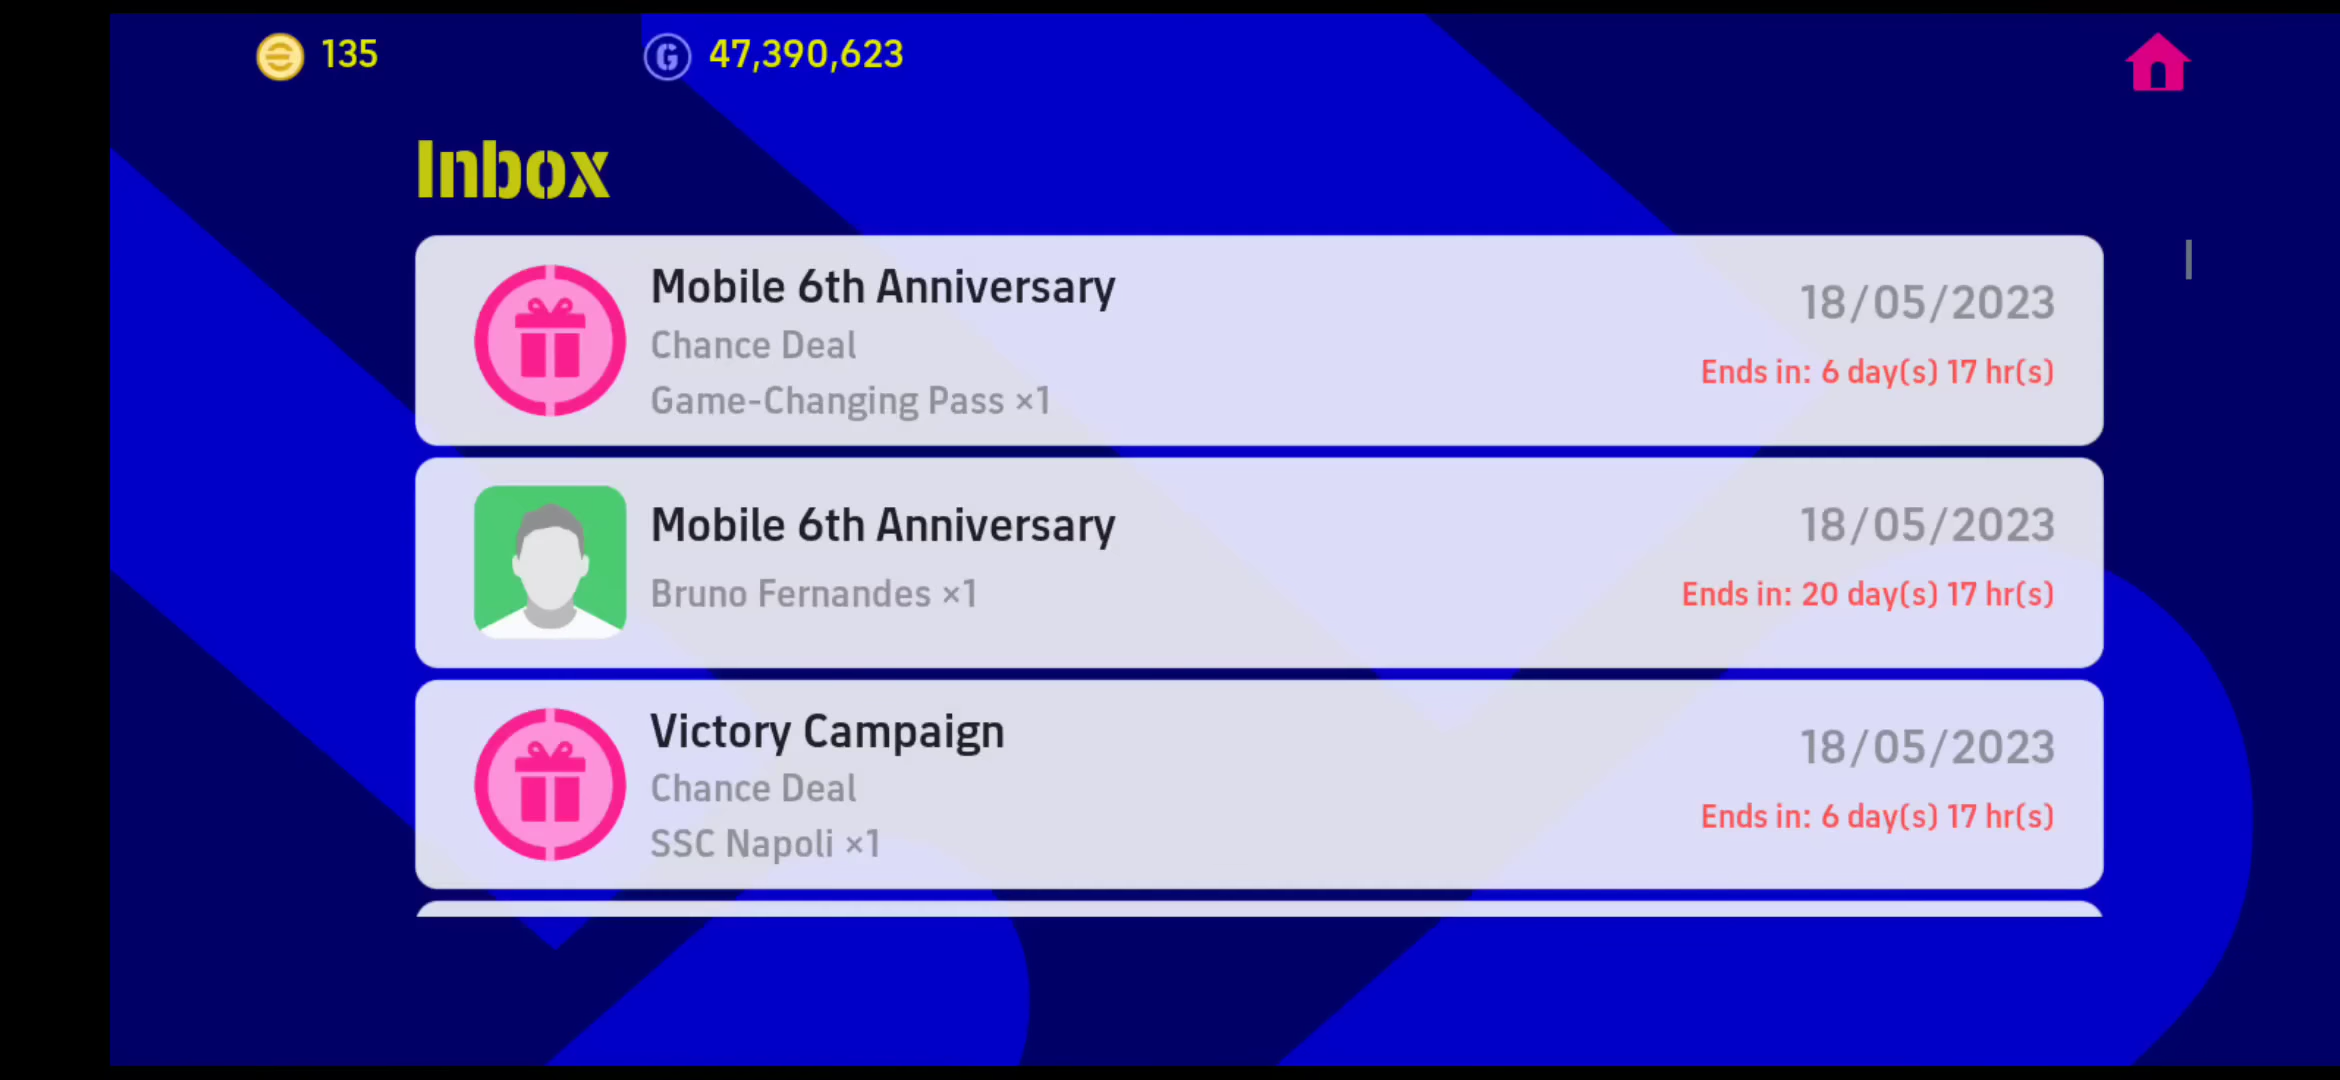 135
G 47,390,623
Inbox
Mobile 6th Anniversary
Chance Deal
Game-Changing Pass ×1
18/05/2023
Ends in: 6 day(s) 17 hr(s)
Mobile 6th Anniversary
Bruno Fernandes ×1
18/05/2023
Ends in: 20 day(s) 17 hr(s)
Victory Campaign
Chance Deal
SSC Napoli ×1
18/05/2023
Ends in: 6 day(s) 17 hr(s)